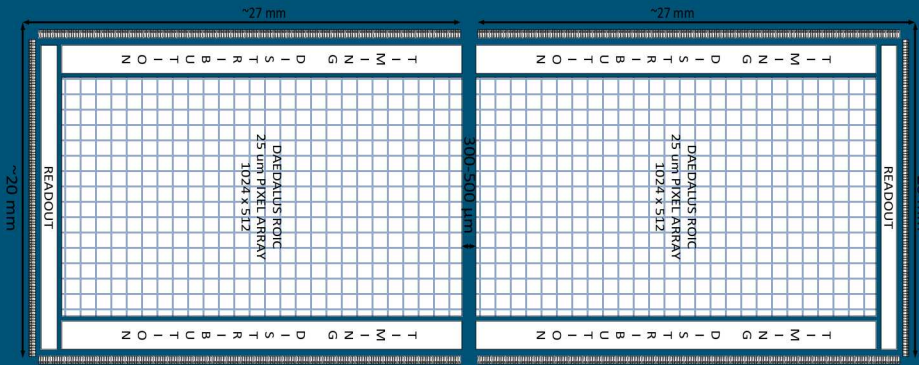 ~27 mm
~27 mm
TIMING DISTRIBUTION
TIMING DISTRIBUTION
~20 mm
READOUT
DAEDALUS ROIC
25 um PIXEL ARRAY
1024 x 512
300-500 µm
DAEDALUS ROIC
25 um PIXEL ARRAY
1024 x 512
READOUT
TIMING DISTRIBUTION
TIMING DISTRIBUTION